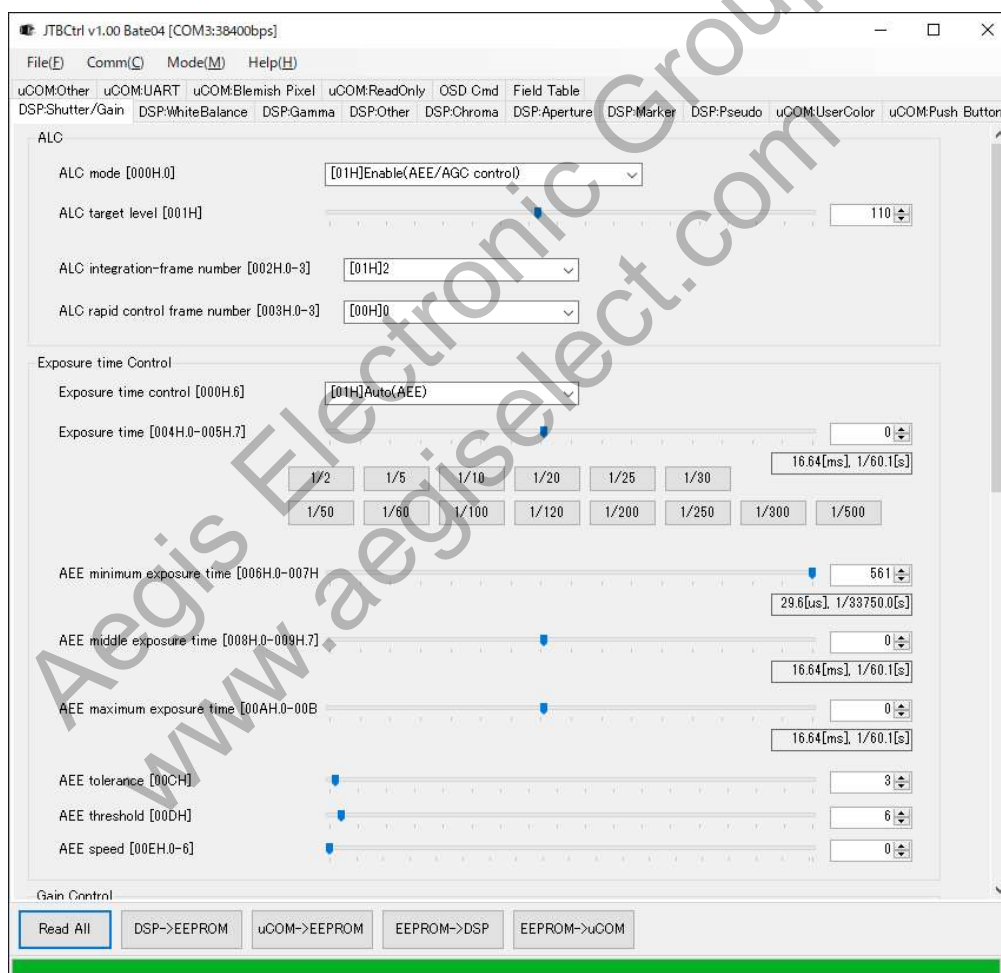 JTBCtrl v1.00 Bate04 [COM3:38400bps]
File(F) Comm(C) Mode(M) Help(H)
uCOM:Other uCOM:UART uCOM:Blemish Pixel uCOM:ReadOnly OSD Cmd Field Table
DSP:Shutter/Gain DSP:WhiteBalance DSP:Gamma DSP:Other DSP:Chroma DSP:Aperture DSP:Marker DSP:Pseudo uCOM:UserColor uCOM:Push Button
ALC
ALC mode [000H.0] [01H]Enable(AEE/AGC control)
ALC target level [001H] 110
ALC integration-frame number [002H.0-3] [01H]2
ALC rapid control frame number [003H.0-3] [00H]0
Exposure time Control
Exposure time control [000H.6] [01H]Auto(AEE)
Exposure time [004H.0-005H.7] 0
16.64[ms], 1/60.1[s]
1/2 1/5 1/10 1/20 1/25 1/30
1/50 1/60 1/100 1/120 1/200 1/250 1/300 1/500
AEE minimum exposure time [006H.0-007H 561
29.6[us], 1/33750.0[s]
AEE middle exposure time [008H.0-009H.7] 0
16.64[ms], 1/60.1[s]
AEE maximum exposure time [00AH.0-00B 0
16.64[ms], 1/60.1[s]
AEE tolerance [00CH] 3
AEE threshold [00DH] 6
AEE speed [00EH.0-6] 0
Gain Control
Read All DSP->EEPROM uCOM->EEPROM EEPROM->DSP EEPROM->uCOM
Aegis Electronic Group
www.aegiselect.com